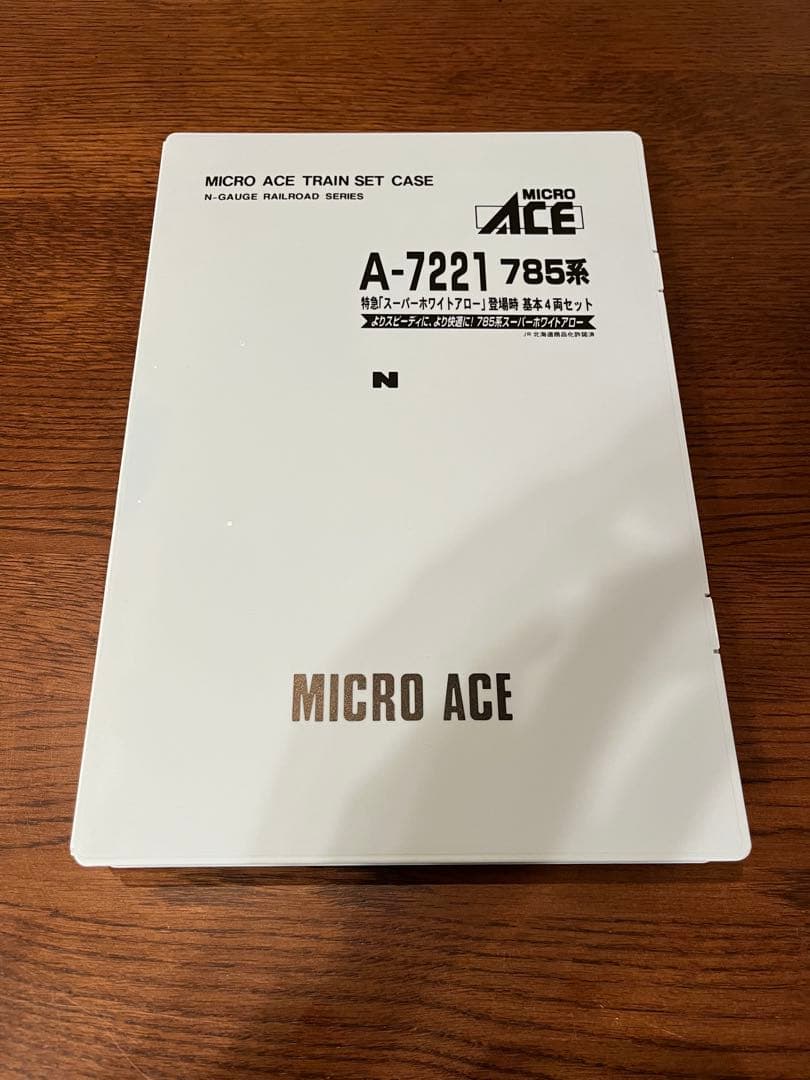 MICRO ACE TRAIN SET CASE
N-GAUGE RAILROAD SERIES
MICRO
ACE
A-7221 785系
特急「スーパーホワイトアロー」登場時 基本4両セット
よりスピーディに、より快適に! 785系スーパーホワイトアロー
JR北海道商品化許諾済
N
MICRO ACE